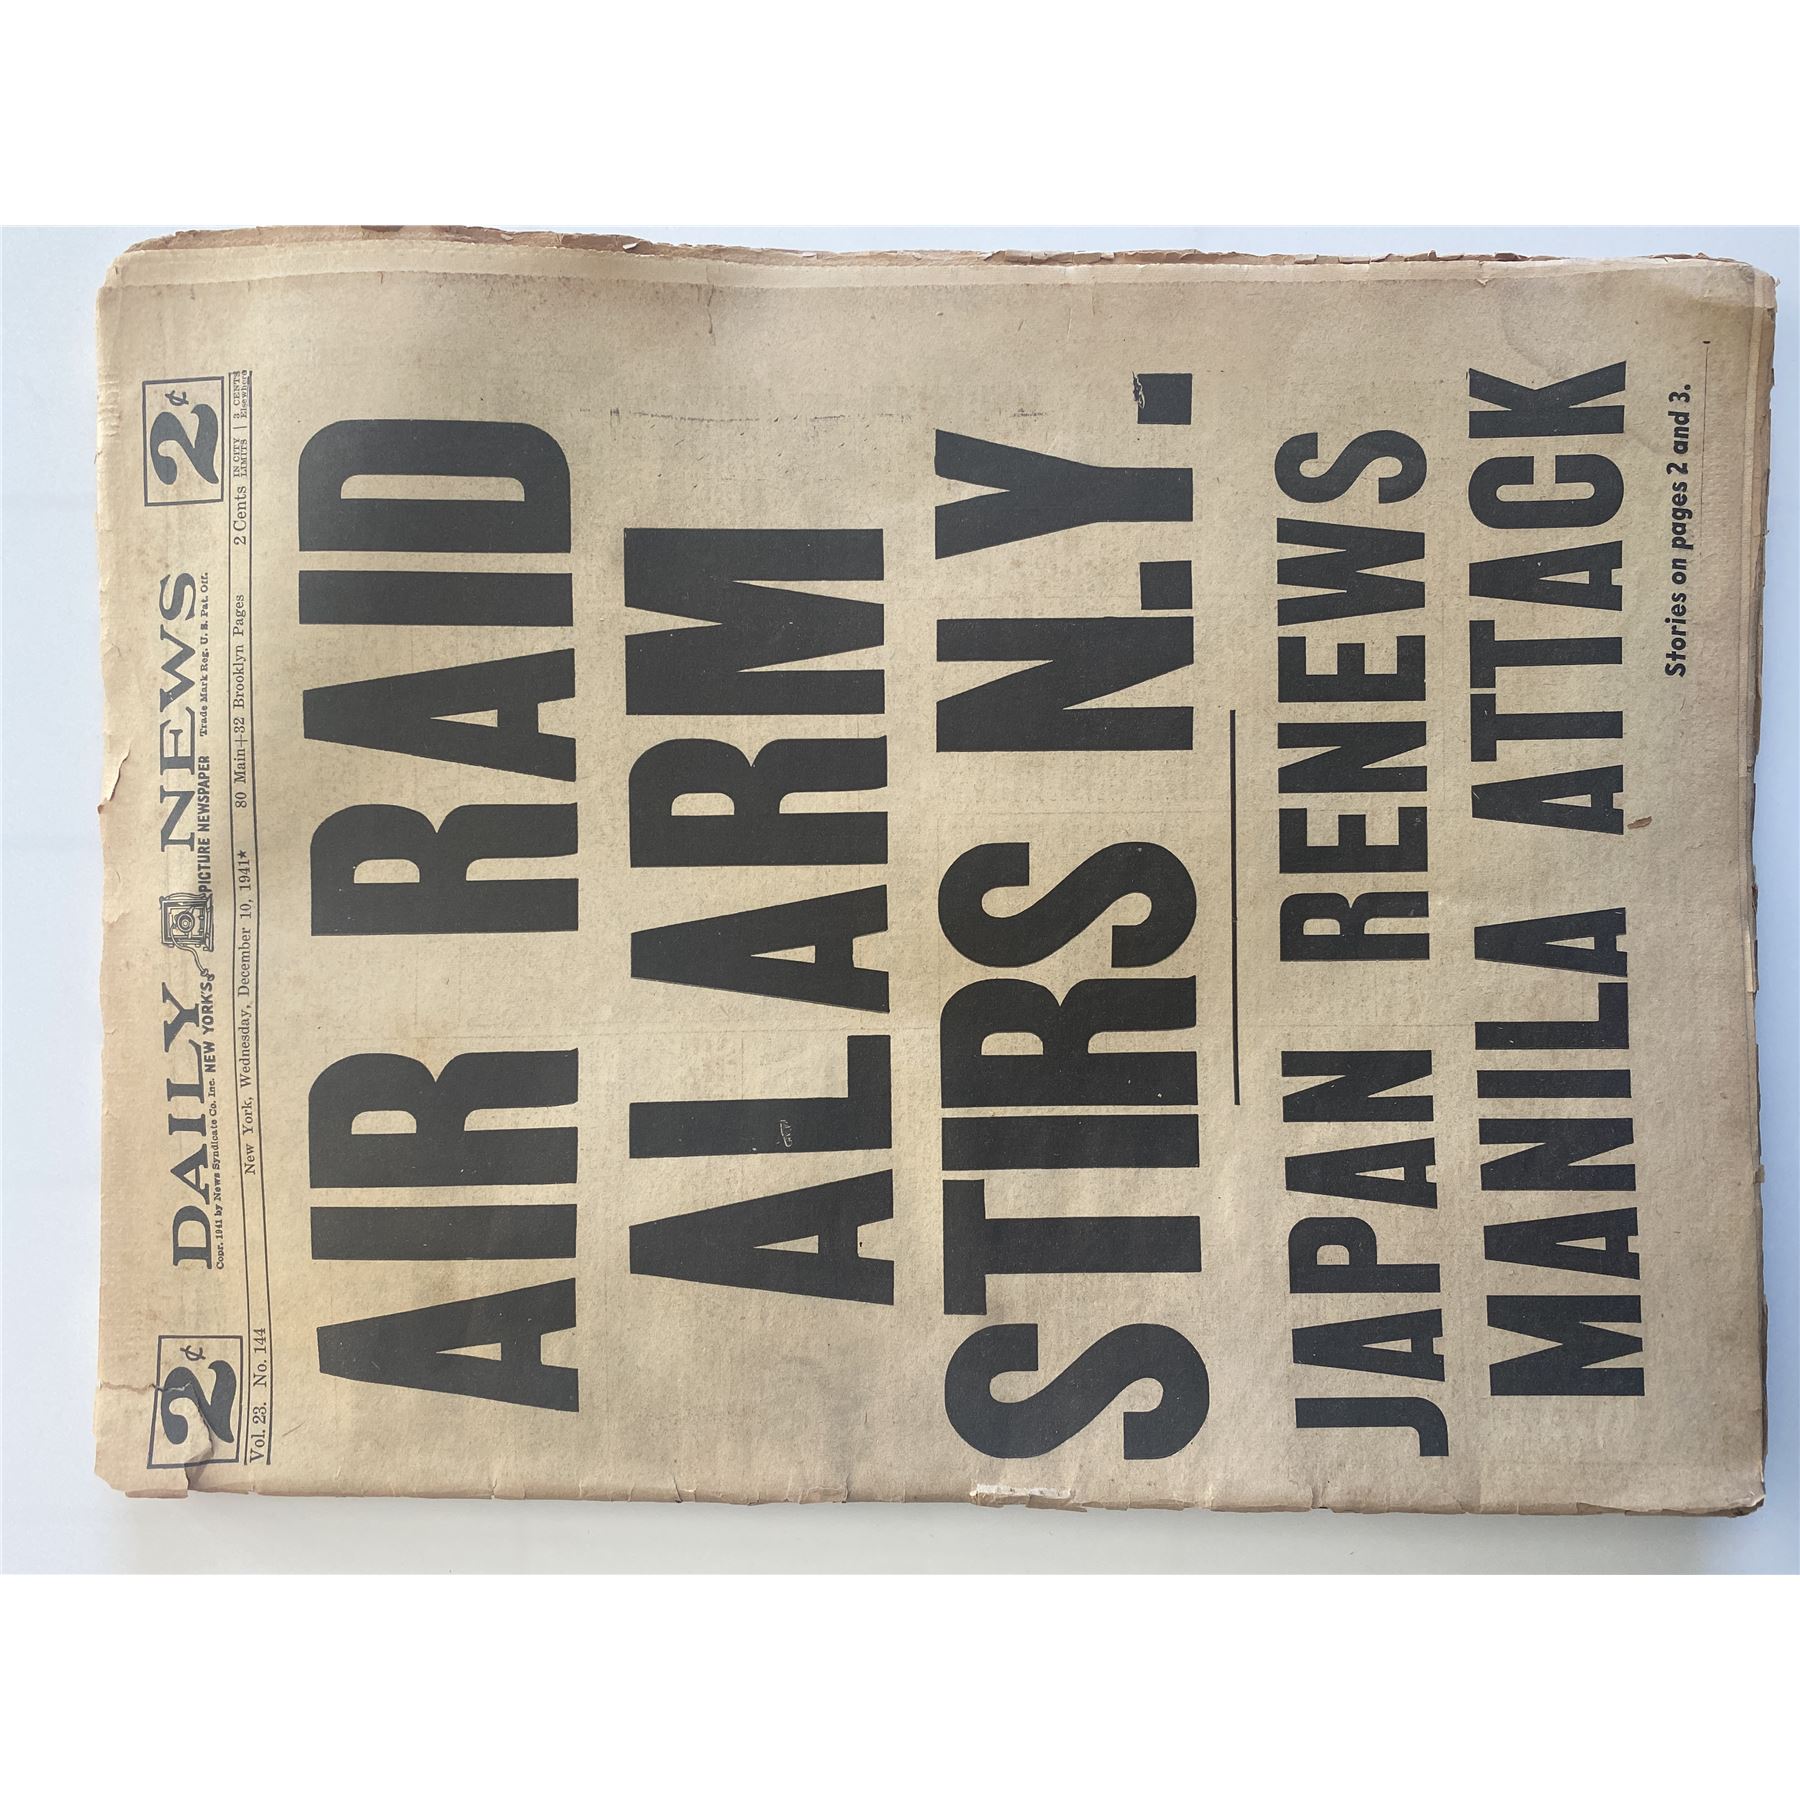 2¢ DAILY NEWS 2¢
Copr. 1941 by News Syndicate Co. Inc. NEW YORK'S PICTURE NEWSPAPER Trade Mark Reg. U. S. Pat. Off.
Vol. 23. No. 144 New York, Wednesday, December 10, 1941★ 80 Main+32 Brooklyn Pages 2 Cents IN CITY LIMITS | 3 CENTS Elsewhere
AIR RAID
ALARM
STIRS N.Y.
JAPAN RENEWS
MANILA ATTACK
Stories on pages 2 and 3.